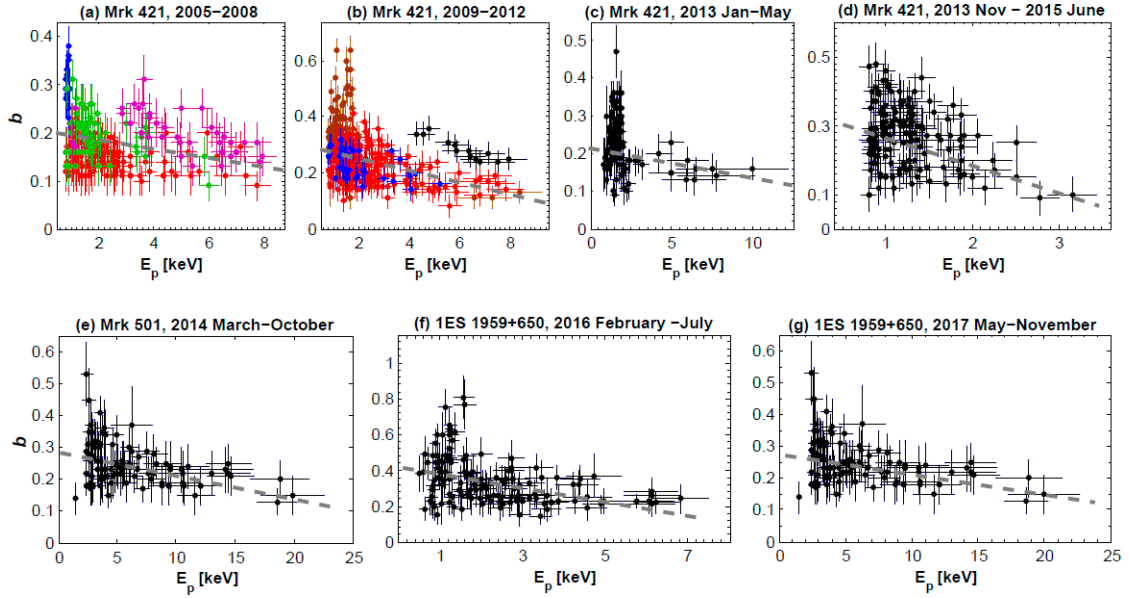 (a) Mrk 421, 2005−2008
(b) Mrk 421, 2009−2012
(c) Mrk 421, 2013 Jan−May
(d) Mrk 421, 2013 Nov − 2015 June
0.4
0.3
0.2
0.1
0
b
2 4 6 8
E_p [keV]
0.6
0.4
0.2
0
2 4 6 8
E_p [keV]
0.5
0.4
0.3
0.2
0.1
0
0 5 10
E_p [keV]
0.5
0.3
0.1
0
1 2 3
E_p [keV]
(e) Mrk 501, 2014 March−October
(f) 1ES 1959+650, 2016 February −July
(g) 1ES 1959+650, 2017 May−November
0.6
0.5
0.4
0.3
0.2
0.1
b
0 5 10 15 20 25
E_p [keV]
1
0.8
0.6
0.4
0.2
0
1 3 5 7
E_p [keV]
0.6
0.5
0.4
0.3
0.2
0.1
0
0 5 10 15 20 25
E_p [keV]